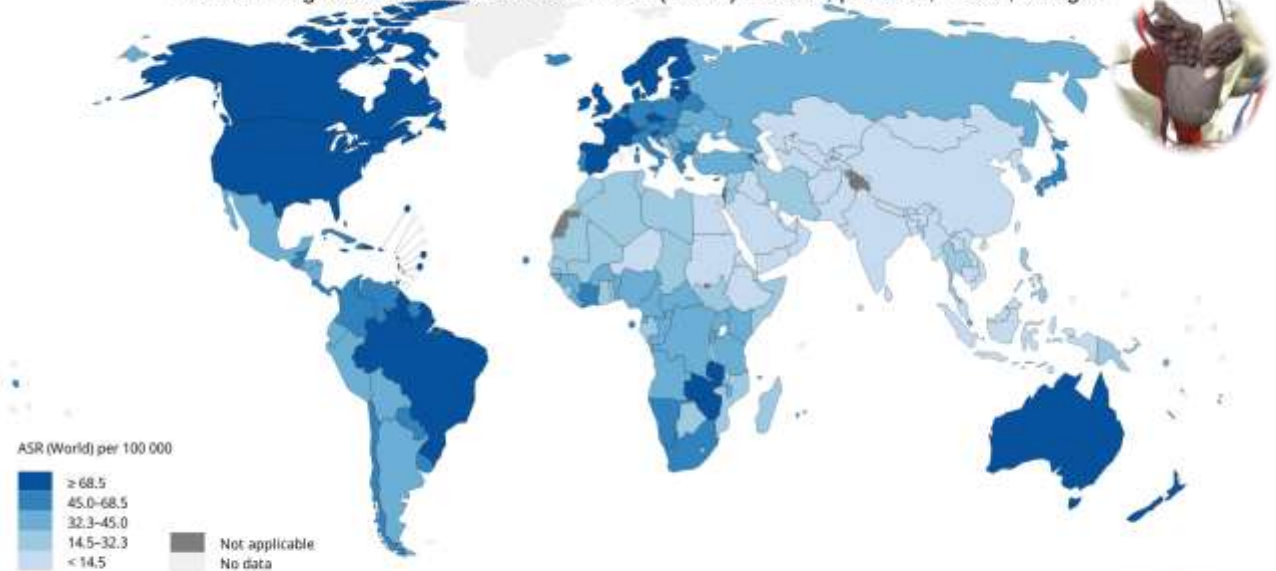 ASR (World) per 100 000
≥ 68.5
45.0–68.5
32.3–45.0
14.5–32.3
< 14.5
Not applicable
No data